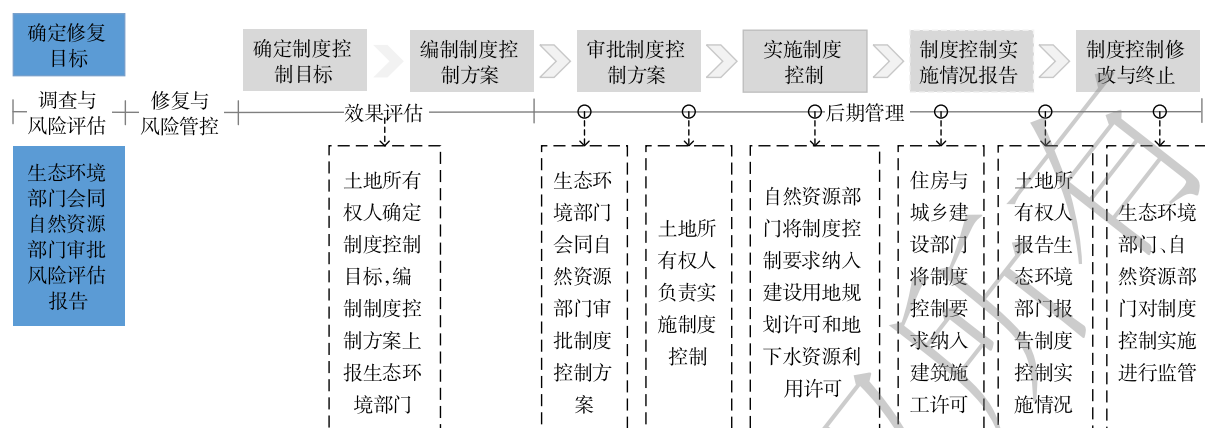 确定修复
目标
确定制度控
制目标
编制制度控
制方案
审批制度控
制方案
实施制度
控制
制度控制实
施情况报告
制度控制修
改与终止
调查与
风险评估
修复与
风险管控
效果评估
后期管理
生态环境
部门会同
自然资源
部门审批
风险评估
报告
土地所有
权人确定
制度控制
目标,编
制制度控
制方案上
报生态环
境部门
生态环
境部门
会同自
然资源
部门审
批制度
控制方
案
土地所
有权人
负责实
施制度
控制
自然资源部
门将制度控
制要求纳入
建设用地规
划许可和地
下水资源利
用许可
住房与
城乡建
设部门
将制度
控制要
求纳入
建筑施
工许可
土地所
有权人
报告生
态环境
部门报
告制度
控制实
施情况
生态环境
部门、自
然资源部
门对制度
控制实施
进行监管
所有